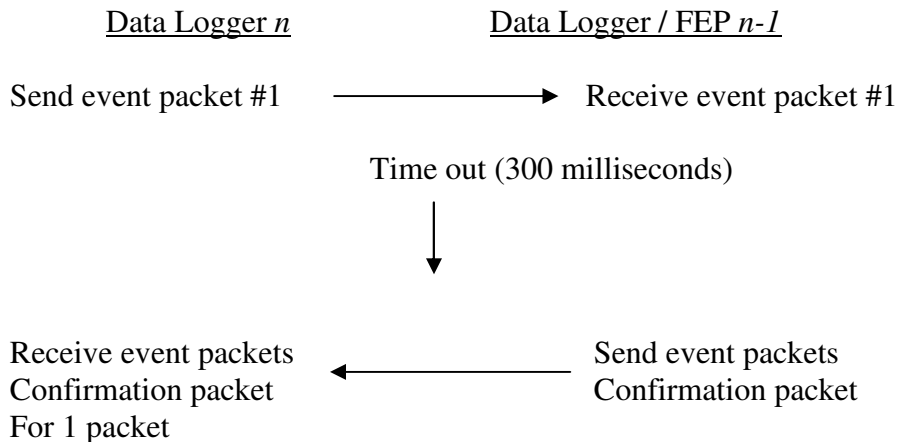 Data Logger n Data Logger / FEP n-1
Send event packet #1 Receive event packet #1
Time out (300 milliseconds)
Receive event packets Send event packets
Confirmation packet Confirmation packet
For 1 packet